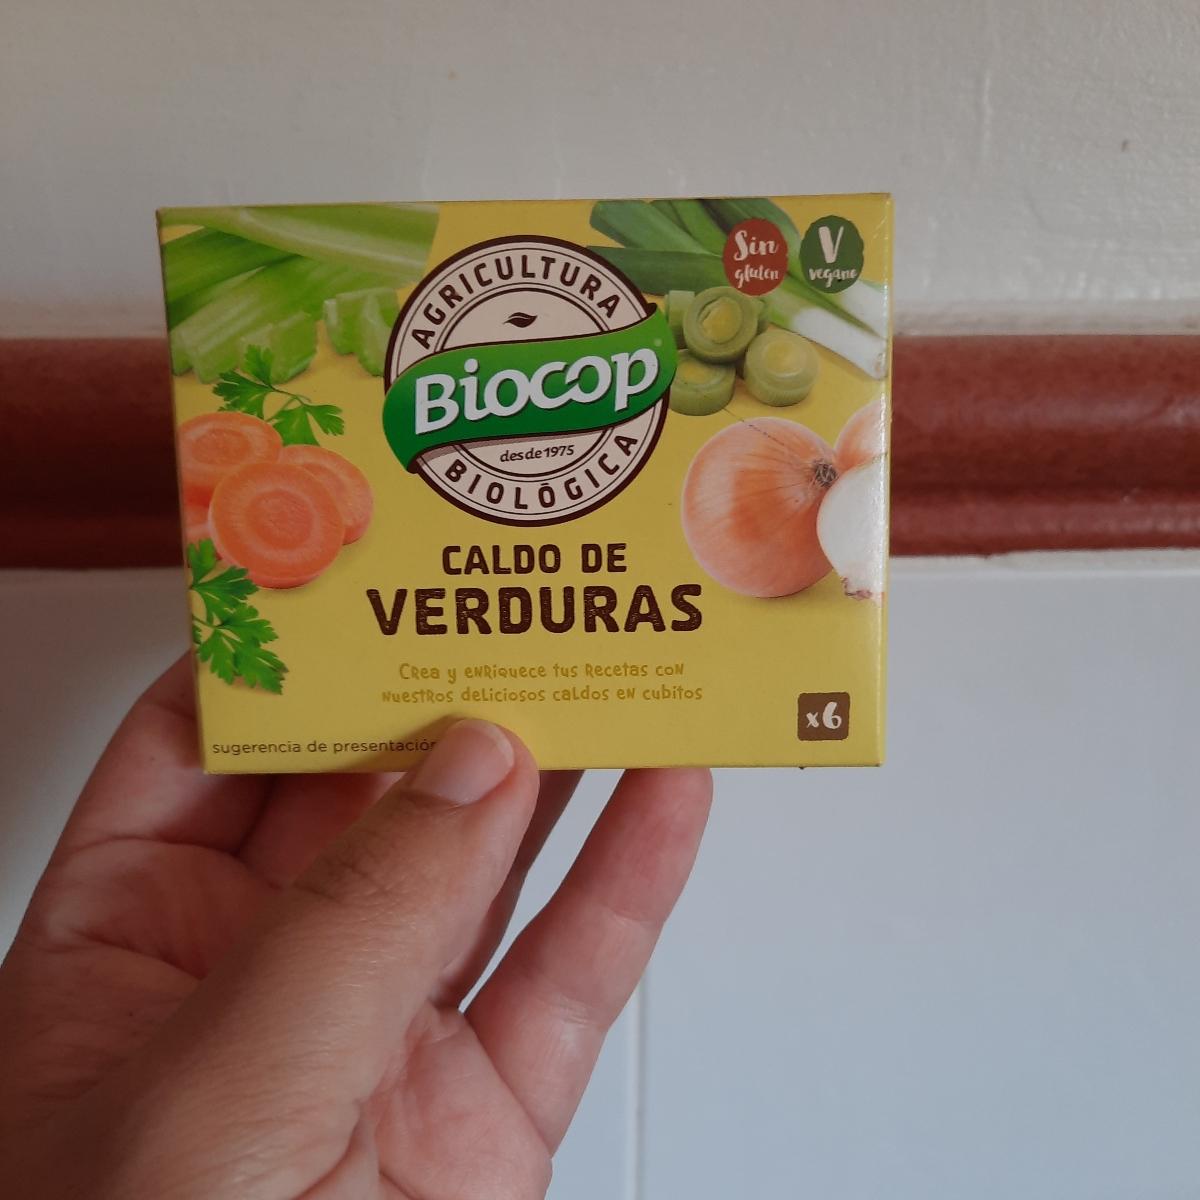 AGRICULTURA
Biocop®
desde 1975
BIOLÓGICA
Sin
gluten
V
vegano
CALDO DE
VERDURAS
Crea y enriquece tus recetas con
nuestros deliciosos caldos en cubitos
x6
sugerencia de presentación